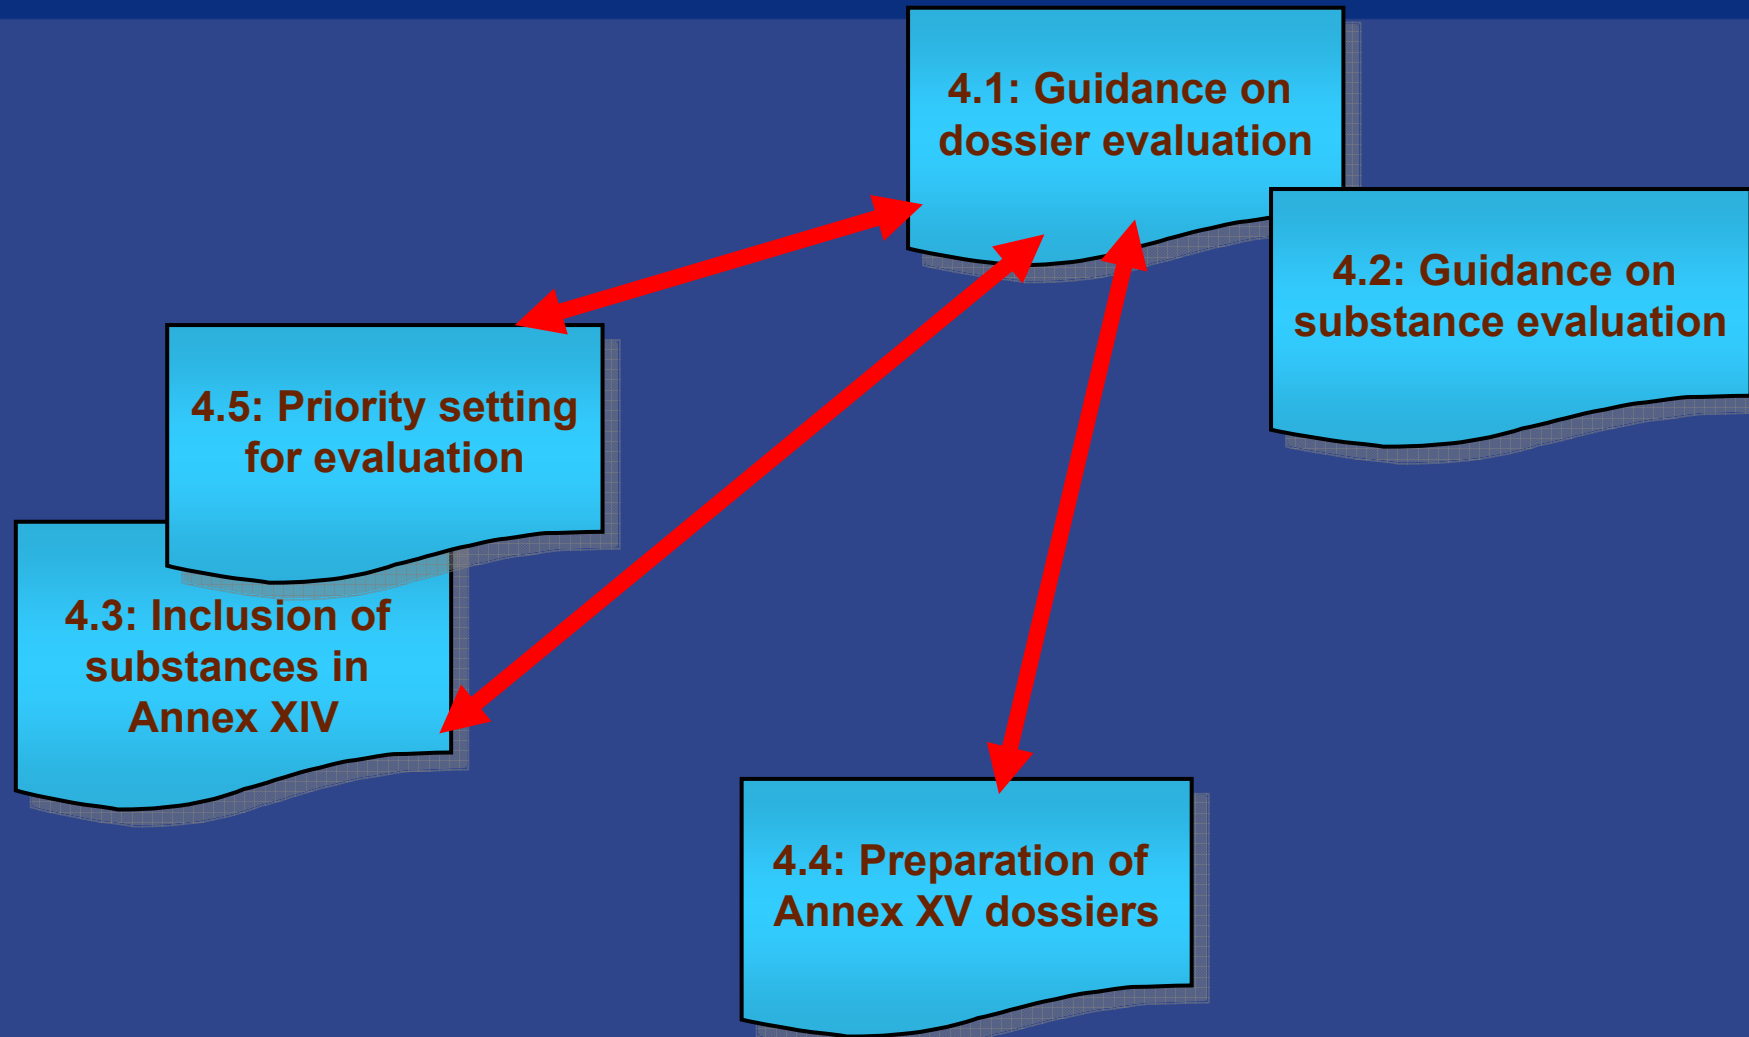 4.1: Guidance on
dossier evaluation
4.2: Guidance on
substance evaluation
4.5: Priority setting
for evaluation
4.3: Inclusion of
substances in
Annex XIV
4.4: Preparation of
Annex XV dossiers